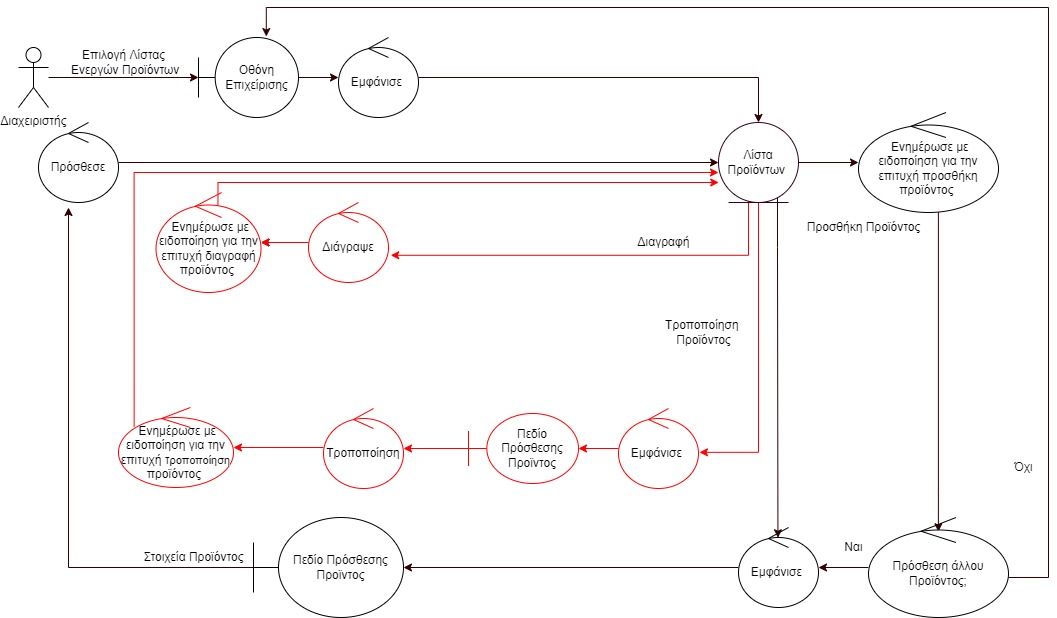 Επιλογή Λίστας
Ενεργών Προϊόντων
Διαχειριστής
Οθόνη
Επιχείρισης
Εμφάνισε
Πρόσθεσε
Λίστα
Προϊόντων
Ενημέρωσε με
ειδοποίηση για την
επιτυχή προσθήκη
προϊόντος
Προσθήκη Προϊόντος
Ενημέρωσε με
ειδοποίηση για την
επιτυχή διαγραφή
προϊόντος
Διάγραψε
Διαγραφή
Τροποποίηση
Προϊόντος
Ενημέρωσε με
ειδοποίηση για την
επιτυχή τροποποίηση
προϊόντος
Τροποποίηση
Πεδίο
Πρόσθεσης
Προϊντος
Εμφάνισε
Όχι
Στοιχεία Προϊόντος
Πεδίο Πρόσθεσης
Προϊντος
Εμφάνισε
Ναι
Πρόσθεση άλλου
Προϊόντος;